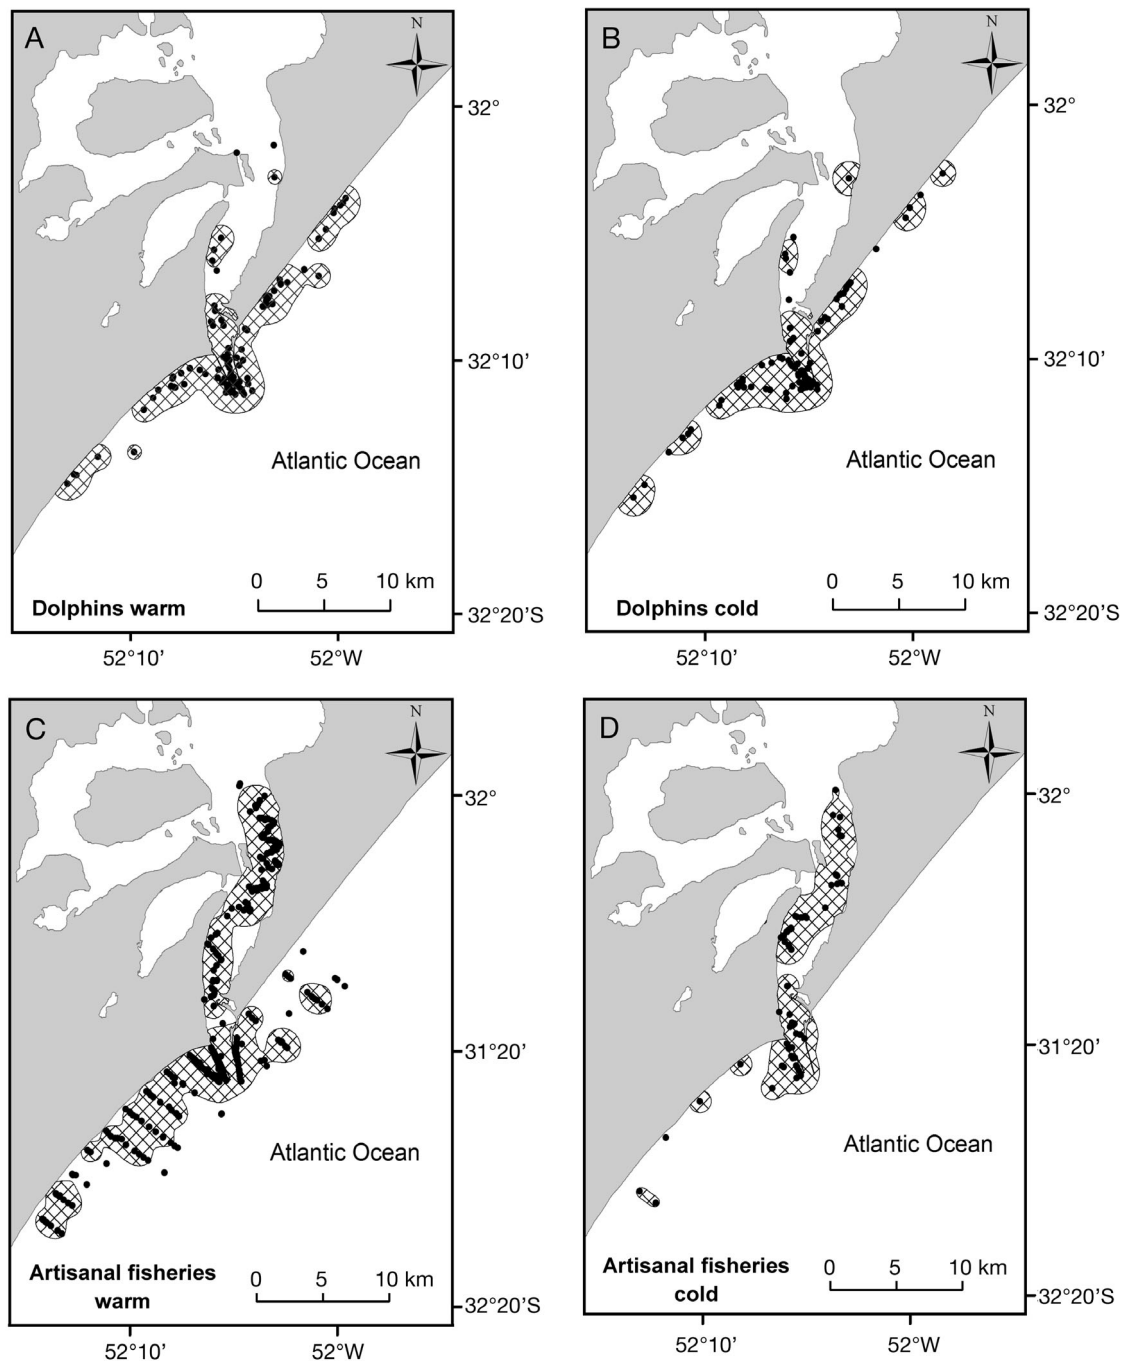 A
N
32°
32°10'
Atlantic Ocean
0 5 10 km
Dolphins warm
32°20'S
52°10'
52°W
B
N
32°
32°10'
Atlantic Ocean
0 5 10 km
Dolphins cold
32°20'S
52°10'
52°W
C
N
32°
31°20'
Atlantic Ocean
Artisanal fisheries
warm
0 5 10 km
32°20'S
52°10'
52°W
D
N
32°
31°20'
Atlantic Ocean
Artisanal fisheries
cold
0 5 10 km
32°20'S
52°10'
52°W